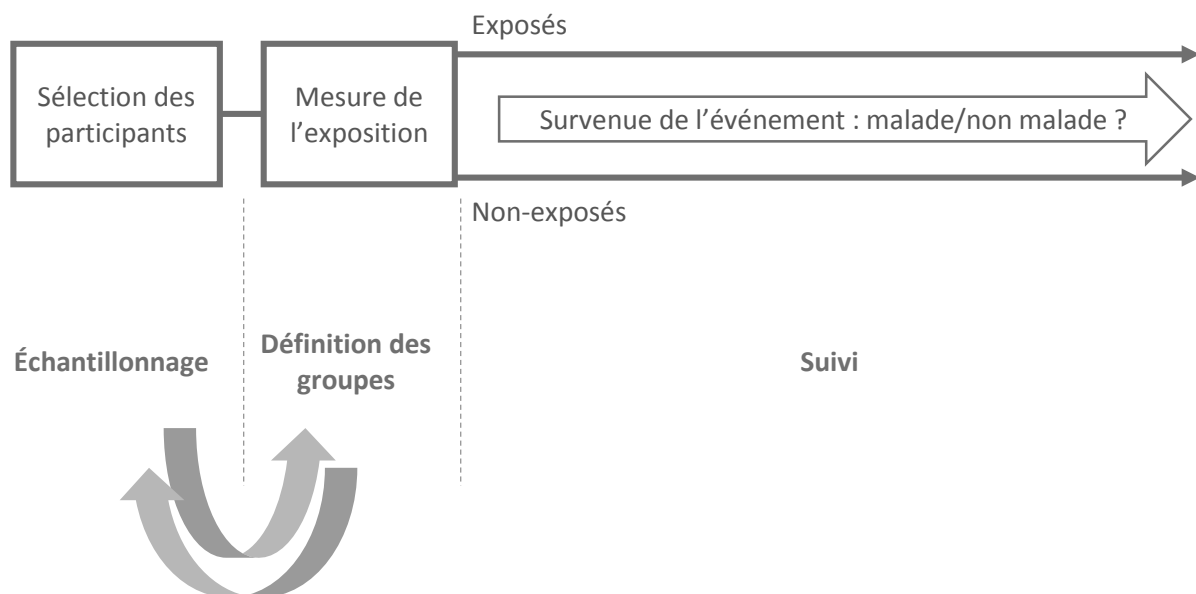 Exposés
Sélection des
participants
Mesure de
l’exposition
Survenue de l’événement : malade/non malade ?
Non-exposés
Échantillonnage
Définition des
groupes
Suivi